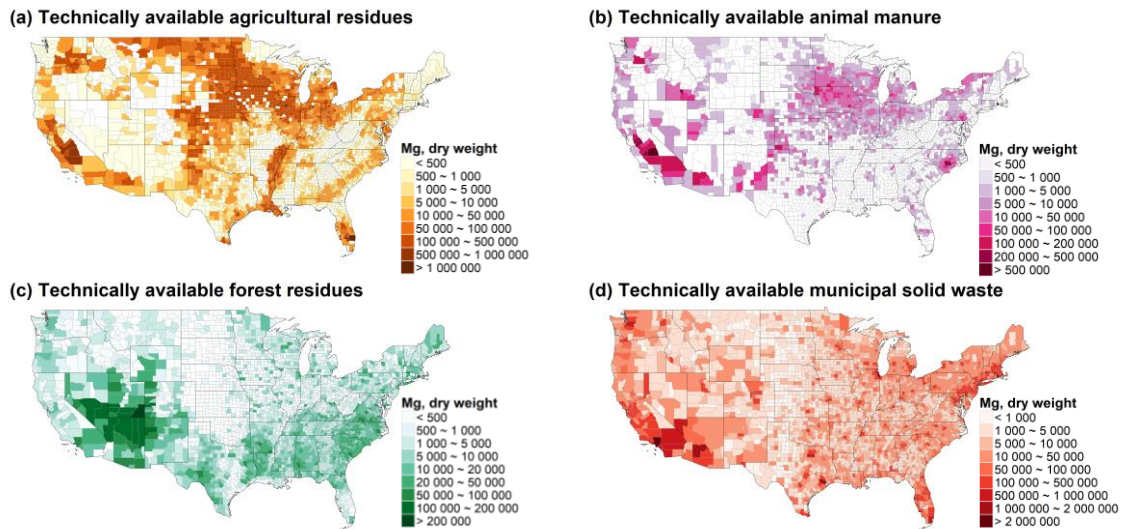 (a) Technically available agricultural residues
Mg, dry weight
< 500
500 ~ 1 000
1 000 ~ 5 000
5 000 ~ 10 000
10 000 ~ 50 000
50 000 ~ 100 000
100 000 ~ 500 000
500 000 ~ 1 000 000
> 1 000 000
(b) Technically available animal manure
Mg, dry weight
< 500
500 ~ 1 000
1 000 ~ 5 000
5 000 ~ 10 000
10 000 ~ 50 000
50 000 ~ 100 000
100 000 ~ 200 000
200 000 ~ 500 000
> 500 000
(c) Technically available forest residues
Mg, dry weight
< 500
500 ~ 1 000
1 000 ~ 5 000
5 000 ~ 10 000
10 000 ~ 20 000
20 000 ~ 50 000
50 000 ~ 100 000
100 000 ~ 200 000
> 200 000
(d) Technically available municipal solid waste
Mg, dry weight
< 1 000
1 000 ~ 5 000
5 000 ~ 10 000
10 000 ~ 50 000
50 000 ~ 100 000
100 000 ~ 500 000
500 000 ~ 1 000 000
1 000 000 ~ 2 000 000
> 2 000 000